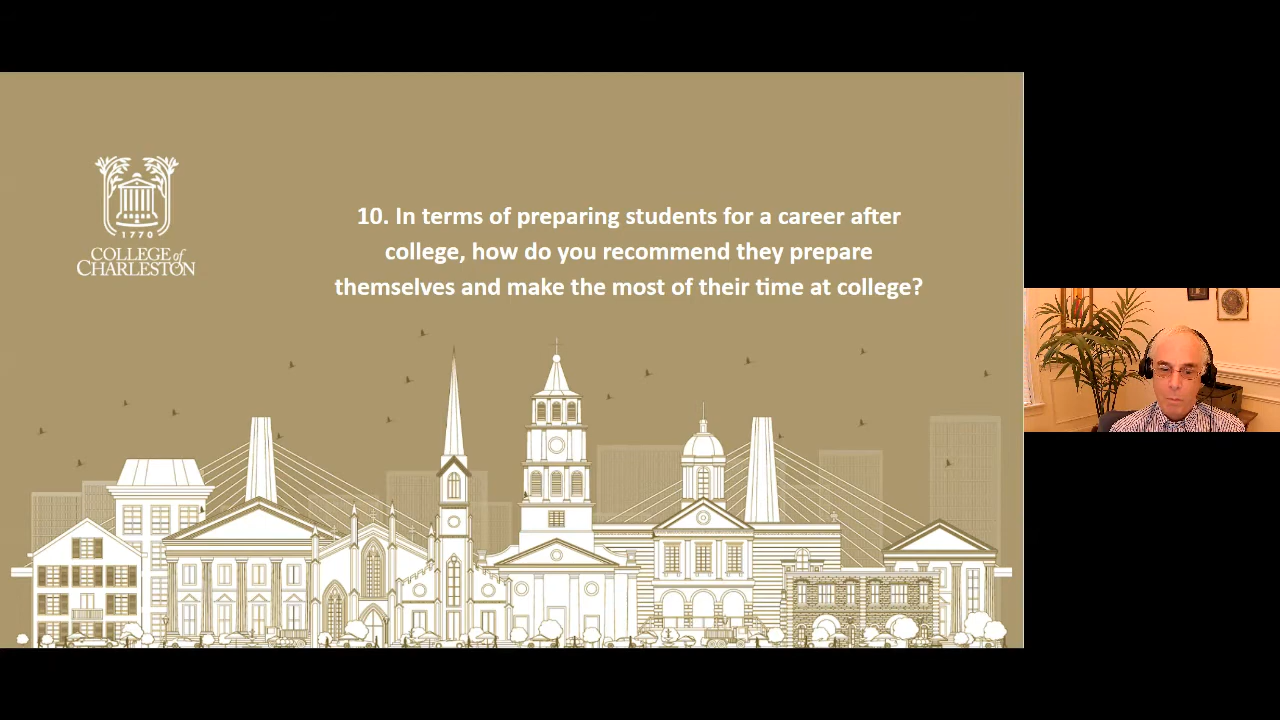 1770
COLLEGE of
CHARLESTON
10. In terms of preparing students for a career after
college, how do you recommend they prepare
themselves and make the most of their time at college?